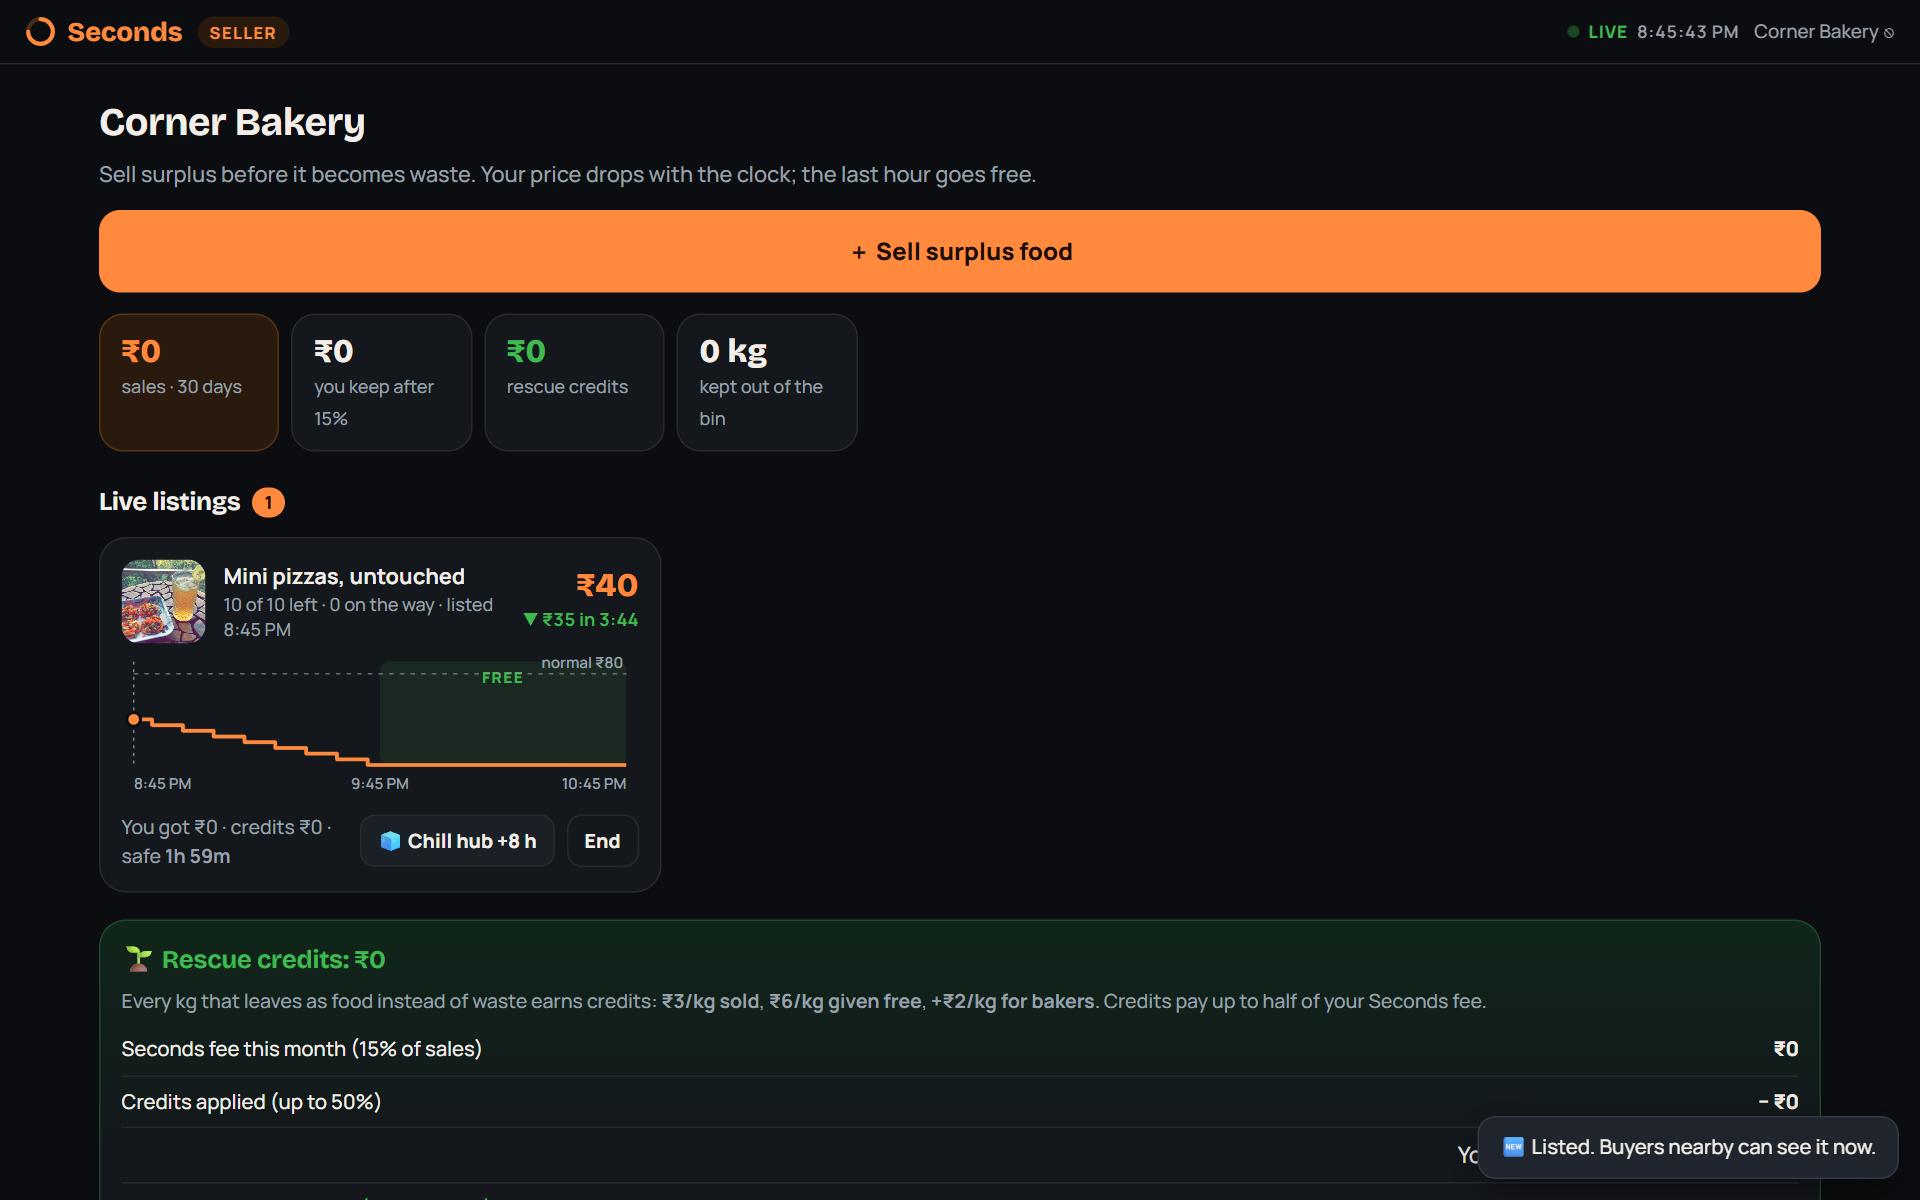 Seconds SELLER
LIVE 8:45:43 PM Corner Bakery
Corner Bakery
Sell surplus before it becomes waste. Your price drops with the clock; the last hour goes free.
+ Sell surplus food
₹0
sales · 30 days
₹0
you keep after
15%
₹0
rescue credits
0 kg
kept out of the
bin
Live listings 1
Mini pizzas, untouched
10 of 10 left · 0 on the way · listed
8:45 PM
₹40
▼ ₹35 in 3:44
normal ₹80
FREE
8:45 PM 9:45 PM 10:45 PM
You got ₹0 · credits ₹0 ·
safe 1h 59m
Chill hub +8 h
End
Rescue credits: ₹0
Every kg that leaves as food instead of waste earns credits: ₹3/kg sold, ₹6/kg given free, +₹2/kg for bakers. Credits pay up to half of your Seconds fee.
Seconds fee this month (15% of sales) ₹0
Credits applied (up to 50%) − ₹0
NEW Listed. Buyers nearby can see it now.